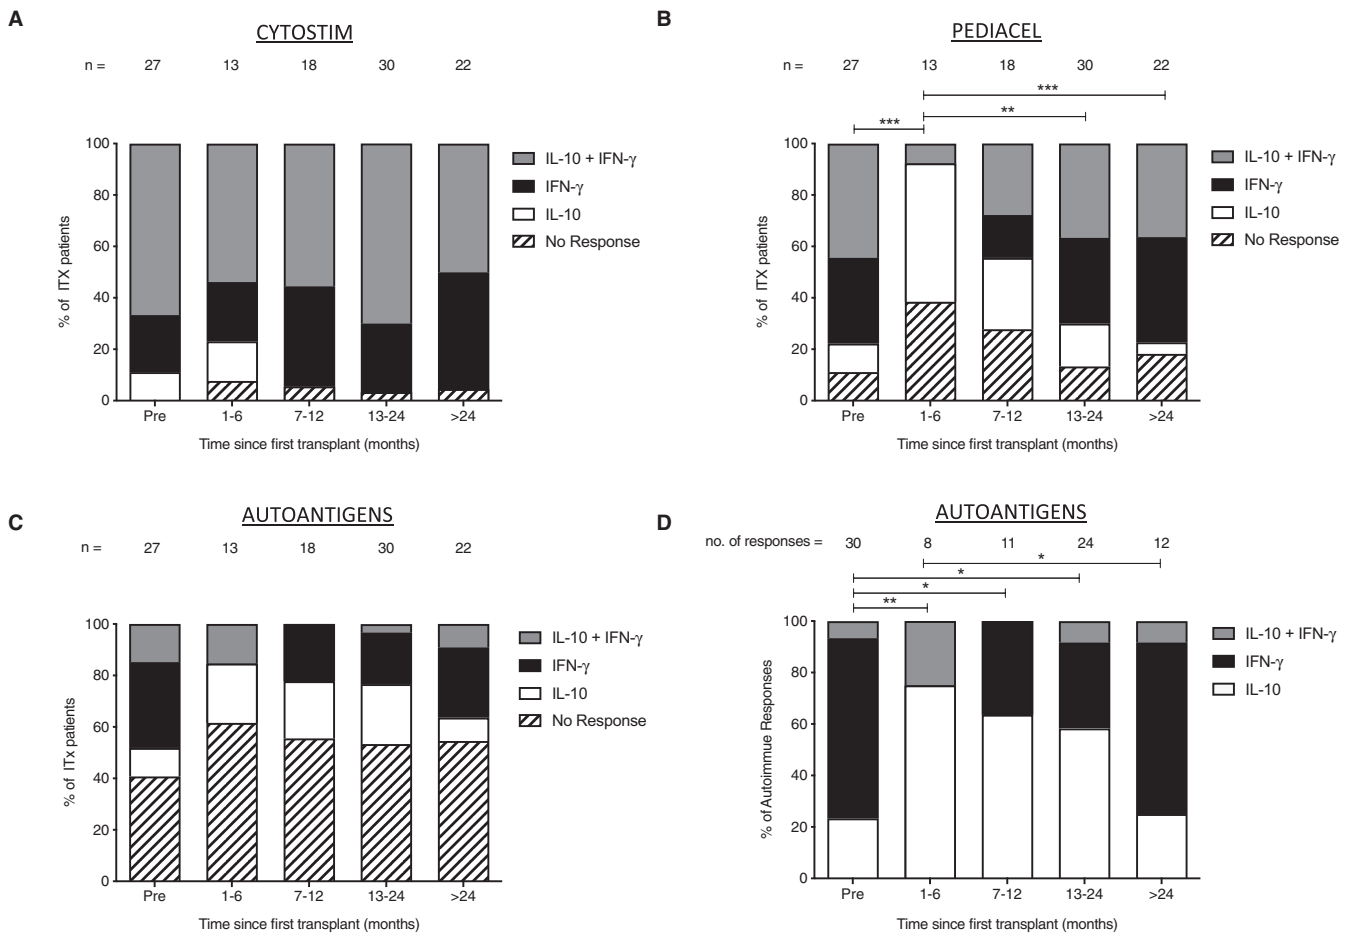 A
CYTOSTIM
n = 27 13 18 30 22
100
80
60
40
20
0
% of ITX patients
Pre 1-6 7-12 13-24 >24
Time since first transplant (months)
IL-10 + IFN-γ
IFN-γ
IL-10
No Response
B
PEDIACEL
n = 27 13 18 30 22
***
**
***
100
80
60
40
20
0
% of ITX patients
Pre 1-6 7-12 13-24 >24
Time since first transplant (months)
IL-10 + IFN-γ
IFN-γ
IL-10
No Response
C
AUTOANTIGENS
n = 27 13 18 30 22
100
80
60
40
20
0
% of ITx patients
Pre 1-6 7-12 13-24 >24
Time since first transplant (months)
IL-10 + IFN-γ
IFN-γ
IL-10
No Response
D
AUTOANTIGENS
no. of responses = 30 8 11 24 12
*
*
*
**
100
80
60
40
20
0
% of Autoimmue Responses
Pre 1-6 7-12 13-24 >24
Time since first transplant (months)
IL-10 + IFN-γ
IFN-γ
IL-10